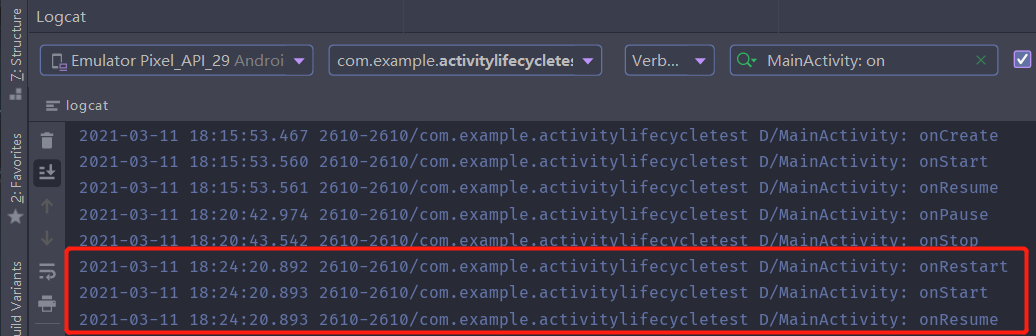 Logcat
Z: Structure
Emulator Pixel_API_29 Androi
com.example.activitylifecycletes
Verb...
MainActivity: on
logcat
2021-03-11 18:15:53.467 2610-2610/com.example.activitylifecycletest D/MainActivity: onCreate
2021-03-11 18:15:53.560 2610-2610/com.example.activitylifecycletest D/MainActivity: onStart
2021-03-11 18:15:53.561 2610-2610/com.example.activitylifecycletest D/MainActivity: onResume
2021-03-11 18:20:42.974 2610-2610/com.example.activitylifecycletest D/MainActivity: onPause
2021-03-11 18:20:43.542 2610-2610/com.example.activitylifecycletest D/MainActivity: onStop
2021-03-11 18:24:20.892 2610-2610/com.example.activitylifecycletest D/MainActivity: onRestart
2021-03-11 18:24:20.893 2610-2610/com.example.activitylifecycletest D/MainActivity: onStart
2021-03-11 18:24:20.893 2610-2610/com.example.activitylifecycletest D/MainActivity: onResume
2: Favorites
uild Variants